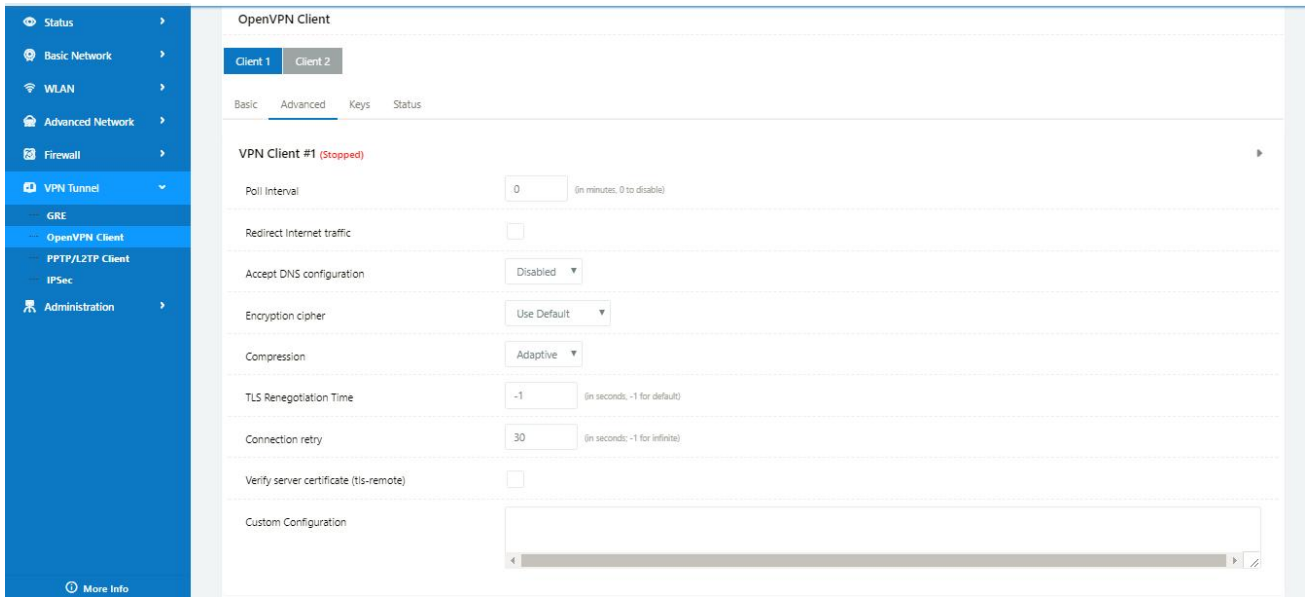 Status
Basic Network
WLAN
Advanced Network
Firewall
VPN Tunnel
GRE
OpenVPN Client
PPTP/L2TP Client
IPSec
Administration
More Info
OpenVPN Client
Client 1 Client 2
Basic Advanced Keys Status
VPN Client #1 (Stopped)
Poll Interval 0 (in minutes, 0 to disable)
Redirect Internet traffic
Accept DNS configuration Disabled
Encryption cipher Use Default
Compression Adaptive
TLS Renegotiation Time -1 (in seconds, -1 for default)
Connection retry 30 (in seconds; -1 for infinite)
Verify server certificate (tls-remote)
Custom Configuration